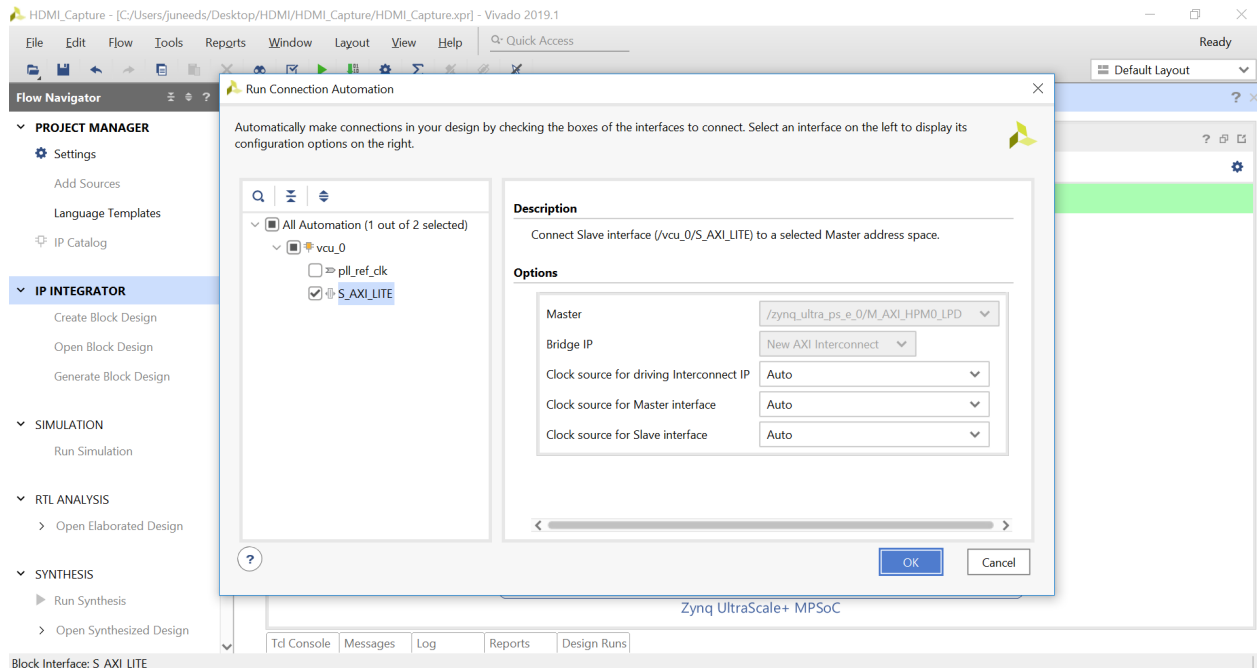 HDMI_Capture - [C:/Users/juneeds/Desktop/HDMI/HDMI_Capture/HDMI_Capture.xpr] - Vivado 2019.1
File Edit Flow Tools Reports Window Layout View Help Quick Access Ready
Default Layout
Flow Navigator ?
Run Connection Automation
?
PROJECT MANAGER
Automatically make connections in your design by checking the boxes of the interfaces to connect. Select an interface on the left to display its
configuration options on the right.
?
Settings
Add Sources
Language Templates
IP Catalog
IP INTEGRATOR
Create Block Design
Open Block Design
Generate Block Design
SIMULATION
Run Simulation
RTL ANALYSIS
Open Elaborated Design
SYNTHESIS
Run Synthesis
Open Synthesized Design
All Automation (1 out of 2 selected)
vcu_0
pll_ref_clk
S_AXI_LITE
Description
Connect Slave interface (/vcu_0/S_AXI_LITE) to a selected Master address space.
Options
Master /zynq_ultra_ps_e_0/M_AXI_HPM0_LPD
Bridge IP New AXI Interconnect
Clock source for driving Interconnect IP Auto
Clock source for Master interface Auto
Clock source for Slave interface Auto
?
OK Cancel
Zynq UltraScale+ MPSoC
Tcl Console Messages Log Reports Design Runs
Block Interface: S_AXI_LITE